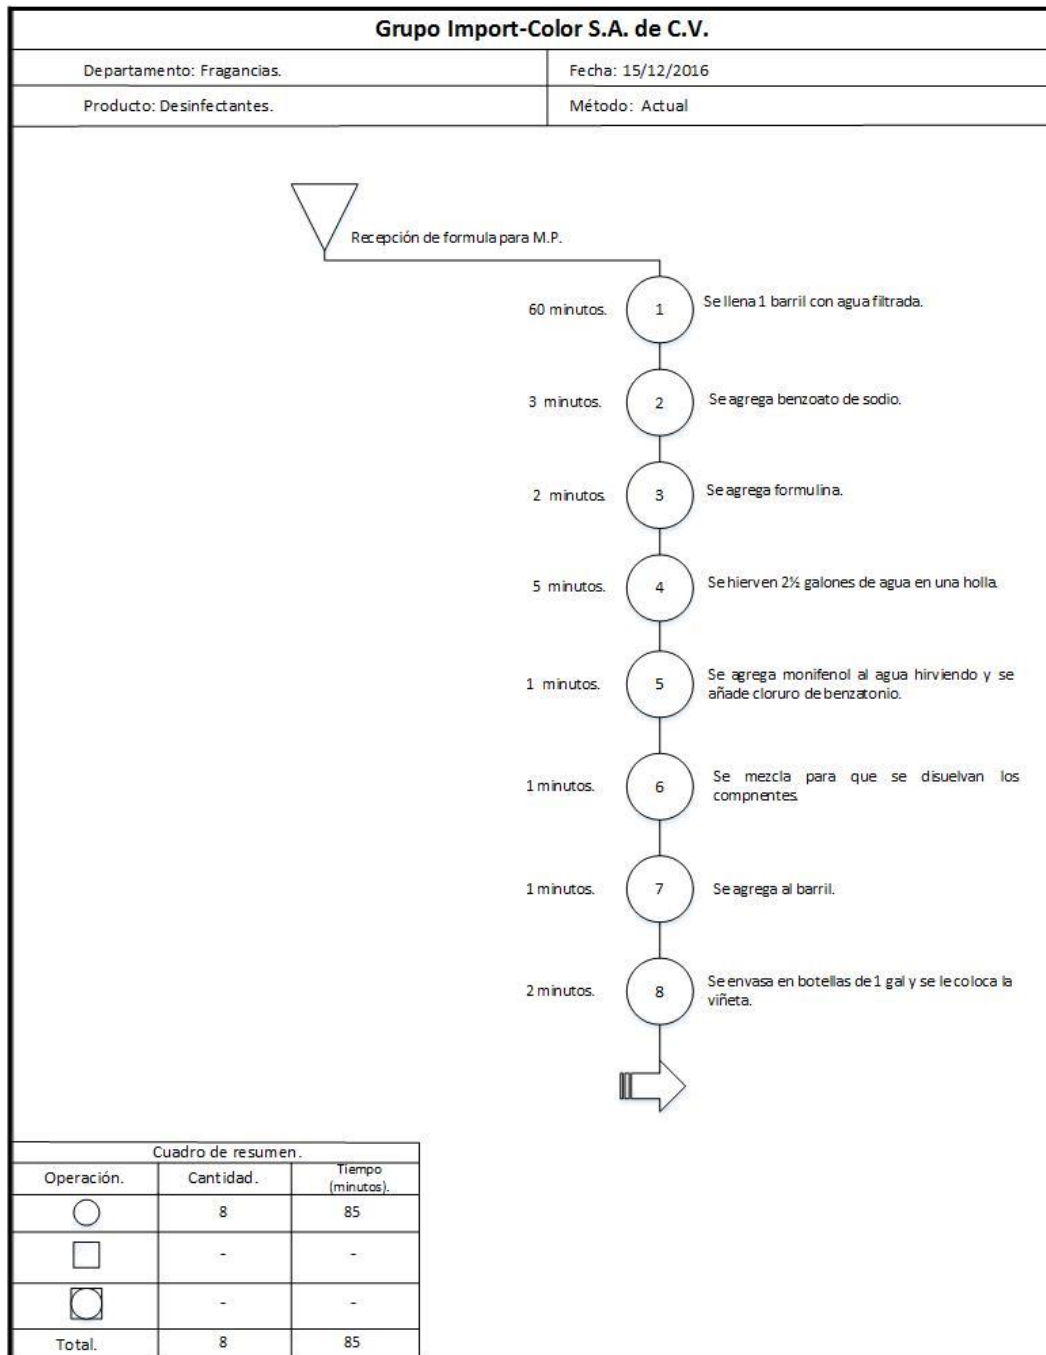 Grupo Import-Color S.A. de C.V.
Departamento: Fragancias.
Fecha: 15/12/2016
Producto: Desinfectantes.
Método: Actual
Recepción de formula para M.P.
60 minutos.
1
Se llena 1 barril con agua filtrada.
3 minutos.
2
Se agrega benzoato de sodio.
2 minutos.
3
Se agrega formulina.
5 minutos.
4
Se hierven 2½ galones de agua en una holla.
1 minutos.
5
Se agrega monifenol al agua hirviendo y se
añade cloruro de benzatonio.
1 minutos.
6
Se mezcla para que se disuelvan los
compnentes.
1 minutos.
7
Se agrega al barril.
2 minutos.
8
Se envasa en botellas de 1 gal y se le coloca la
viñeta.
Cuadro de resumen.
Operación.
Cantidad.
Tiempo
(minutos).
8
85
-
-
-
-
Total.
8
85